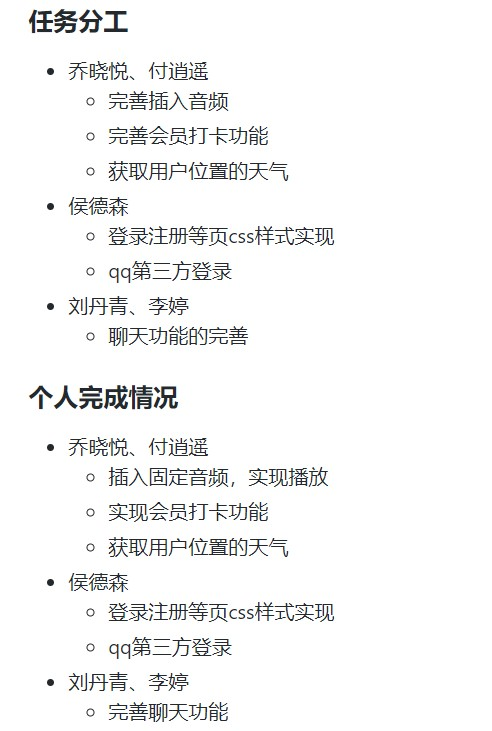 任务分工
乔晓悦、付逍遥
完善插入音频
完善会员打卡功能
获取用户位置的天气
侯德森
登录注册等页css样式实现
qq第三方登录
刘丹青、李婷
聊天功能的完善
个人完成情况
乔晓悦、付逍遥
插入固定音频，实现播放
实现会员打卡功能
获取用户位置的天气
侯德森
登录注册等页css样式实现
qq第三方登录
刘丹青、李婷
完善聊天功能